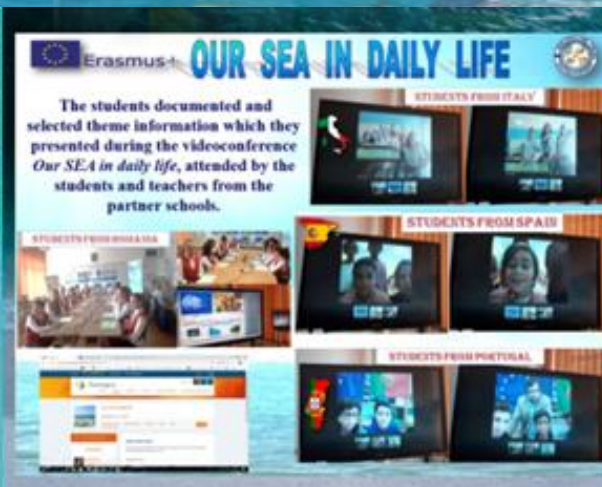 Erasmus+
OUR SEA IN DAILY LIFE
The students documented and
selected theme information which they
presented during the videoconference
Our SEA in daily life, attended by the
students and teachers from the
partner schools.
STUDENTS FROM ITALY
STUDENTS FROM ROMANIA
STUDENTS FROM SPAIN
STUDENTS FROM PORTUGAL